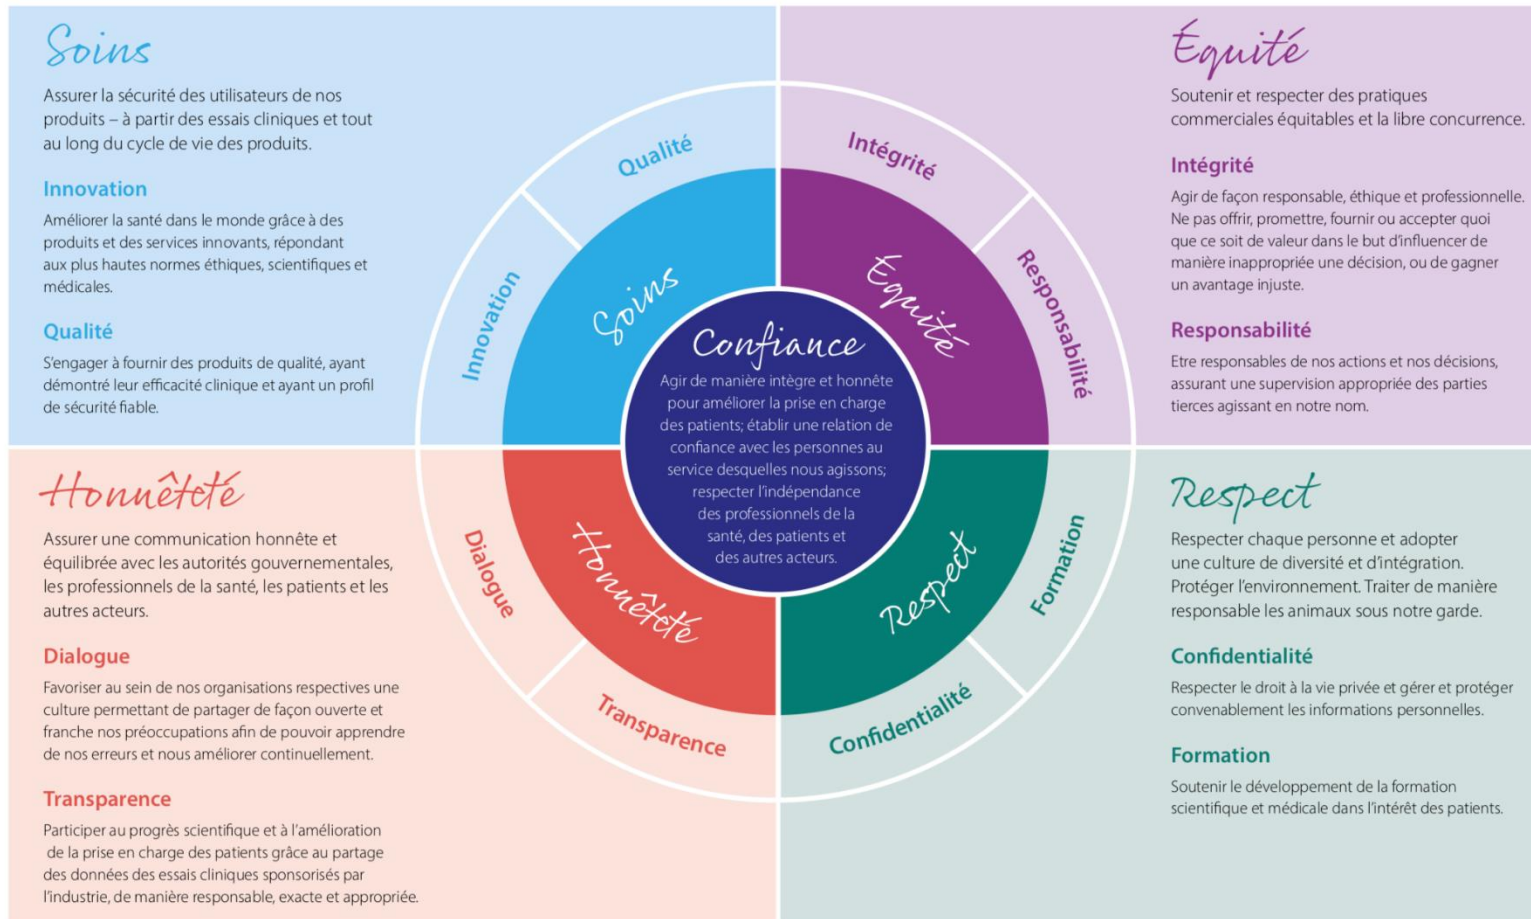 Soins
Assurer la sécurité des utilisateurs de nos
produits – à partir des essais cliniques et tout
au long du cycle de vie des produits.
Innovation
Améliorer la santé dans le monde grâce à des
produits et des services innovants, répondant
aux plus hautes normes éthiques, scientifiques et
médicales.
Qualité
S'engager à fournir des produits de qualité, ayant
démontré leur efficacité clinique et ayant un profil
de sécurité fiable.
Équité
Soutenir et respecter des pratiques
commerciales équitables et la libre concurrence.
Intégrité
Agir de façon responsable, éthique et professionnelle.
Ne pas offrir, promettre, fournir ou accepter quoi
que ce soit de valeur dans le but d'influencer de
manière inappropriée une décision, ou de gagner
un avantage injuste.
Responsabilité
Etre responsables de nos actions et nos décisions,
assurant une supervision appropriée des parties
tierces agissant en notre nom.
Innovation
Qualité
Intégrité
Responsabilité
Soins
Équité
Confiance
Agir de manière intègre et honnête
pour améliorer la prise en charge
des patients; établir une relation de
confiance avec les personnes au
service desquelles nous agissons;
respecter l'indépendance
des professionnels de la
santé, des patients et
des autres acteurs.
Honnêteté
Respect
Dialogue
Transparence
Confidentialité
Formation
Honnêteté
Assurer une communication honnête et
équilibrée avec les autorités gouvernementales,
les professionnels de la santé, les patients et les
autres acteurs.
Dialogue
Favoriser au sein de nos organisations respectives une
culture permettant de partager de façon ouverte et
franche nos préoccupations afin de pouvoir apprendre
de nos erreurs et nous améliorer continuellement.
Transparence
Participer au progrès scientifique et à l'amélioration
de la prise en charge des patients grâce au partage
des données des essais cliniques sponsorisés par
l'industrie, de manière responsable, exacte et appropriée.
Respect
Respecter chaque personne et adopter
une culture de diversité et d'intégration.
Protéger l'environnement. Traiter de manière
responsable les animaux sous notre garde.
Confidentialité
Respecter le droit à la vie privée et gérer et protéger
convenablement les informations personnelles.
Formation
Soutenir le développement de la formation
scientifique et médicale dans l'intérêt des patients.